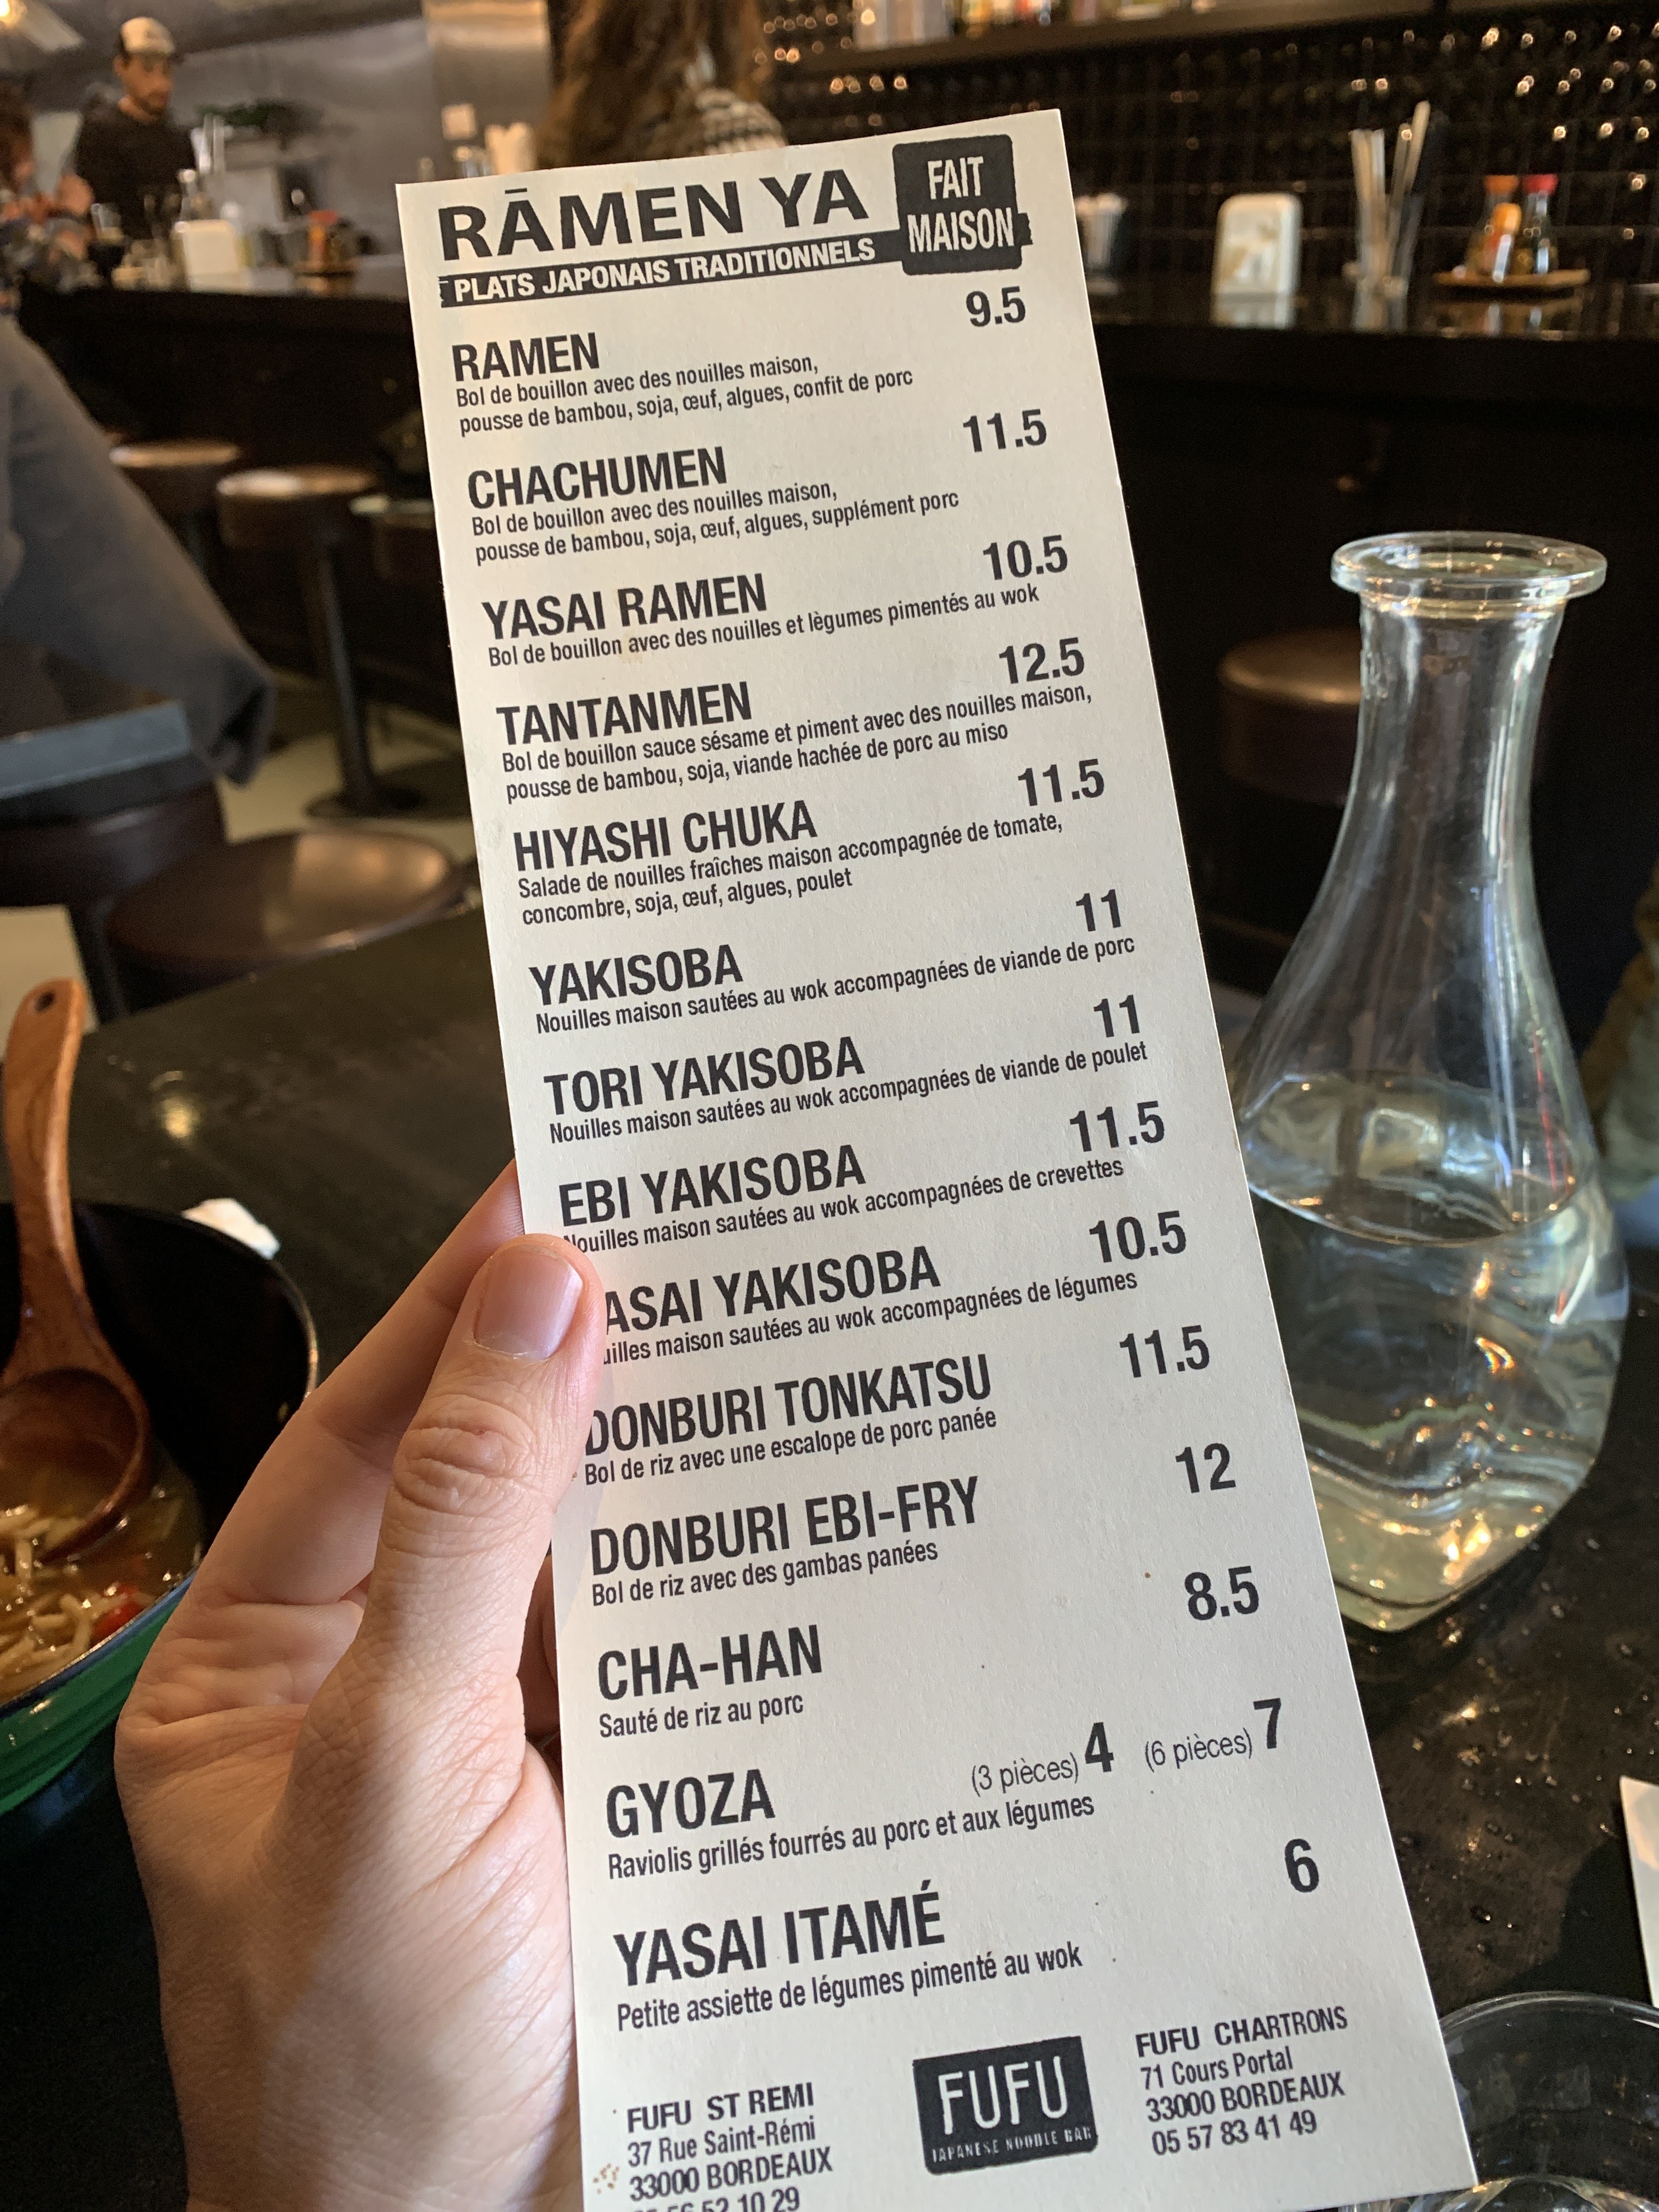 RĀMEN YA
FAIT
MAISON
PLATS JAPONAIS TRADITIONNELS
RAMEN 9.5
Bol de bouillon avec des nouilles maison,
pousse de bambou, soja, œuf, algues, confit de porc
CHACHUMEN 11.5
Bol de bouillon avec des nouilles maison,
pousse de bambou, soja, œuf, algues, supplément porc
YASAI RAMEN 10.5
Bol de bouillon avec des nouilles et lègumes pimentés au wok
TANTANMEN 12.5
Bol de bouillon sauce sésame et piment avec des nouilles maison,
pousse de bambou, soja, viande hachée de porc au miso
HIYASHI CHUKA 11.5
Salade de nouilles fraîches maison accompagnée de tomate,
concombre, soja, œuf, algues, poulet
YAKISOBA 11
Nouilles maison sautées au wok accompagnées de viande de porc
TORI YAKISOBA 11
Nouilles maison sautées au wok accompagnées de viande de poulet
EBI YAKISOBA 11.5
Nouilles maison sautées au wok accompagnées de crevettes
ASAI YAKISOBA 10.5
uilles maison sautées au wok accompagnées de légumes
DONBURI TONKATSU 11.5
Bol de riz avec une escalope de porc panée
DONBURI EBI-FRY 12
Bol de riz avec des gambas panées
CHA-HAN 8.5
Sauté de riz au porc
GYOZA (3 pièces) 4 (6 pièces) 7
Raviolis grillés fourrés au porc et aux légumes
YASAI ITAMÉ 6
Petite assiette de légumes pimenté au wok
FUFU ST REMI
37 Rue Saint-Rémi
33000 BORDEAUX
56 52 10 29
FUFU
JAPANESE NOODLE BAR
FUFU CHARTRONS
71 Cours Portal
33000 BORDEAUX
05 57 83 41 49